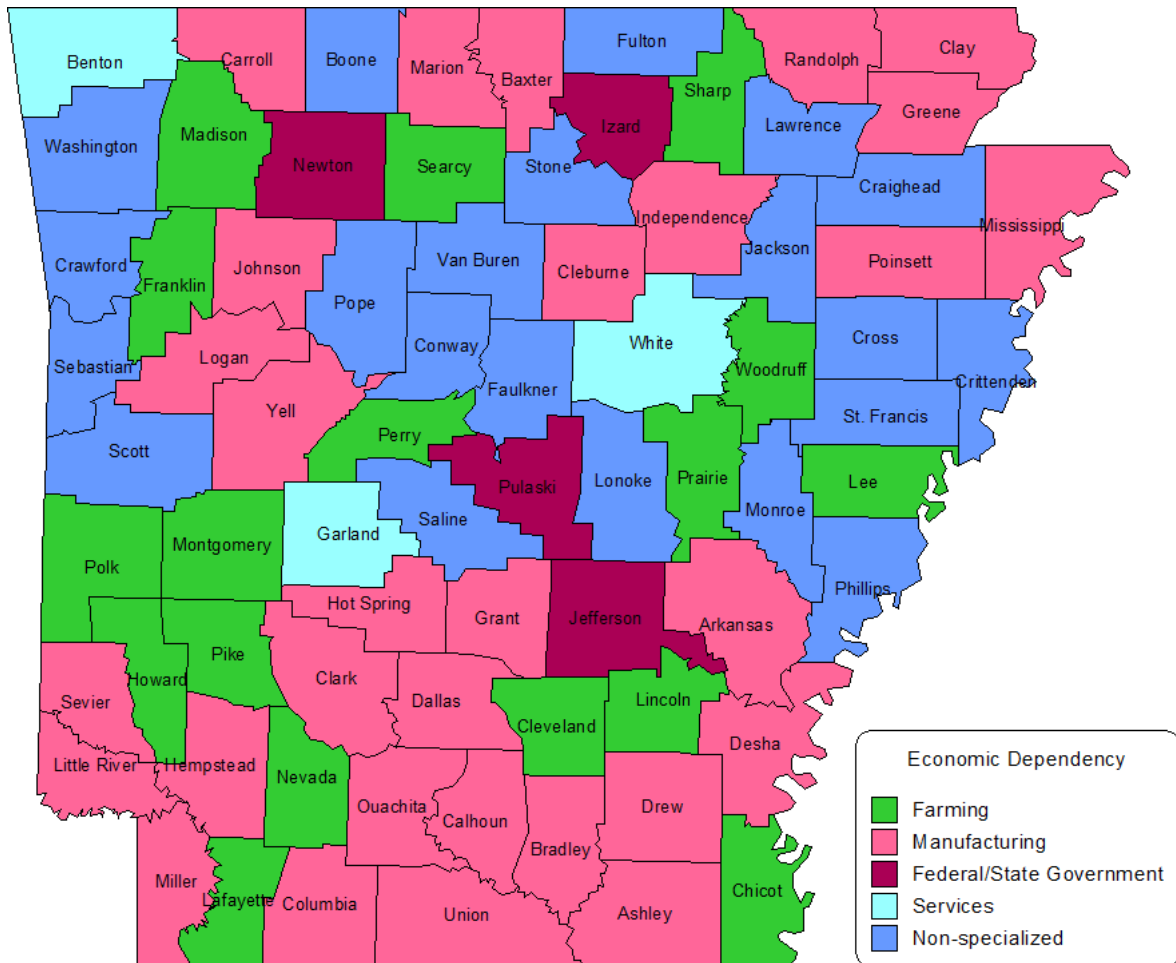 Benton
Carroll
Boone
Marion
Baxter
Fulton
Sharp
Randolph
Clay
Greene
Washington
Madison
Newton
Searcy
Stone
Izard
Lawrence
Craighead
Mississippi
Crawford
Franklin
Johnson
Pope
Van Buren
Cleburne
Independence
Jackson
Poinsett
Sebastian
Logan
Conway
Faulkner
White
Woodruff
Cross
Crittenden
Scott
Yell
Perry
Pulaski
Lonoke
Prairie
St. Francis
Monroe
Lee
Polk
Montgomery
Garland
Saline
Phillips
Hot Spring
Grant
Jefferson
Arkansas
Howard
Pike
Clark
Dallas
Cleveland
Lincoln
Sevier
Little River
Hempstead
Nevada
Ouachita
Calhoun
Bradley
Drew
Desha
Miller
Lafayette
Columbia
Union
Ashley
Chicot
Economic Dependency
Farming
Manufacturing
Federal/State Government
Services
Non-specialized